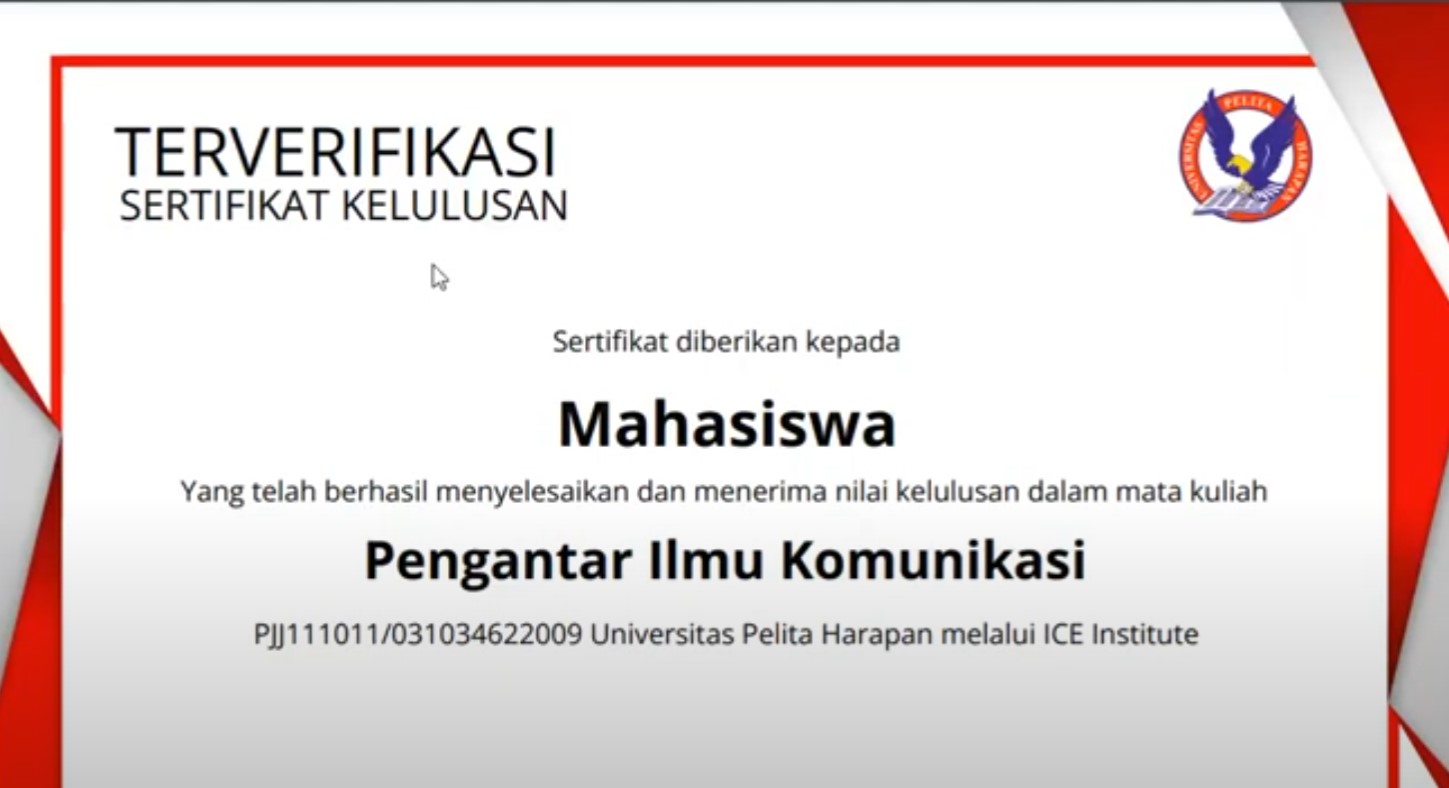 TERVERIFIKASI
SERTIFIKAT KELULUSAN
UNIVERSITAS PELITA HARAPAN
Sertifikat diberikan kepada
Mahasiswa
Yang telah berhasil menyelesaikan dan menerima nilai kelulusan dalam mata kuliah
Pengantar Ilmu Komunikasi
PJJ111011/031034622009 Universitas Pelita Harapan melalui ICE Institute